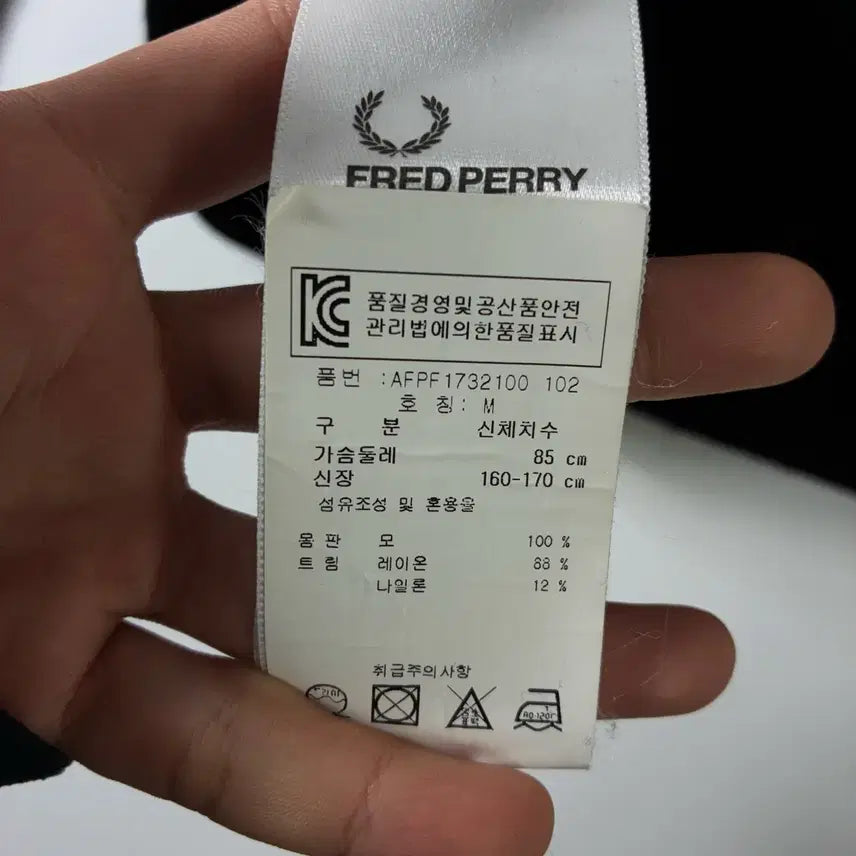 FRED PERRY
KC
품질경영및공산품안전
관리법에의한품질표시
품번 :AFPF1732100 102
호 칭: M
구 분 신체치수
가슴둘레 85 cm
신장 160-170 cm
섬유조성 및 혼용율
몸판 모 100 %
트림 레이온 88 %
나일론 12 %
취급주의사항